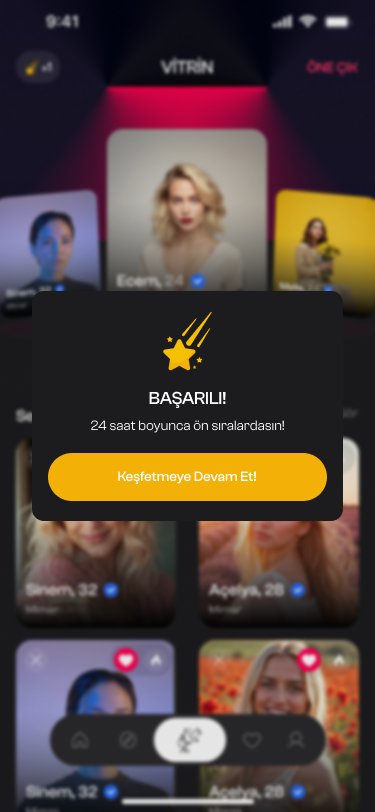 9:41
VİTRİN
ÖNE ÇIK
Ecem, 24
BAŞARILI!
24 saat boyunca ön sıralardasın!
Keşfetmeye Devam Et!
Sinem, 32
Açelya, 28
Mimar
Sinem, 32
Açelya, 28